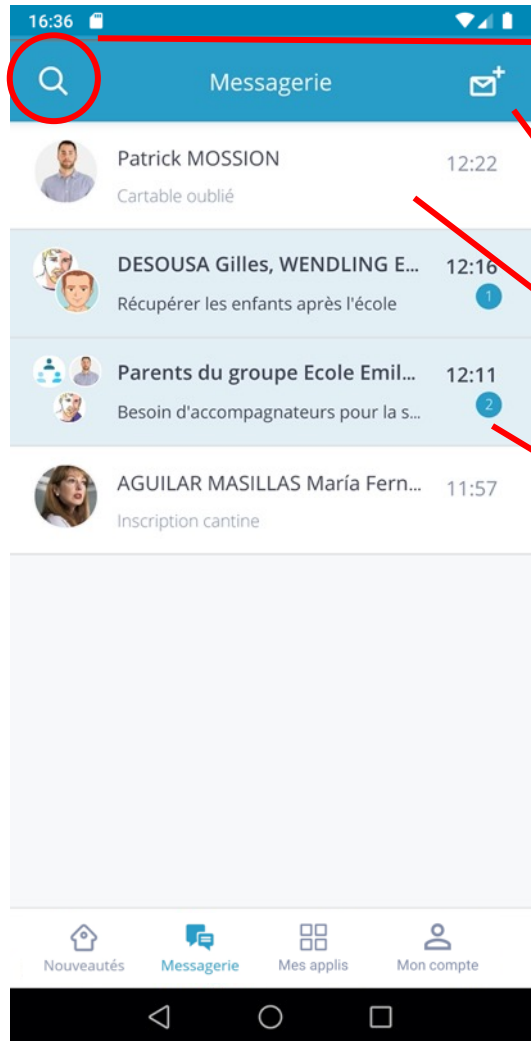 16:36
Messagerie
Patrick MOSSION 12:22
Cartable oublié
DESOUSA Gilles, WENDLING E... 12:16
Récupérer les enfants après l'école 1
Parents du groupe Ecole Emil... 12:11
Besoin d'accompagnateurs pour la s... 2
AGUILAR MASILLAS María Fern... 11:57
Inscription cantine
Nouveautés Messagerie Mes applis Mon compte